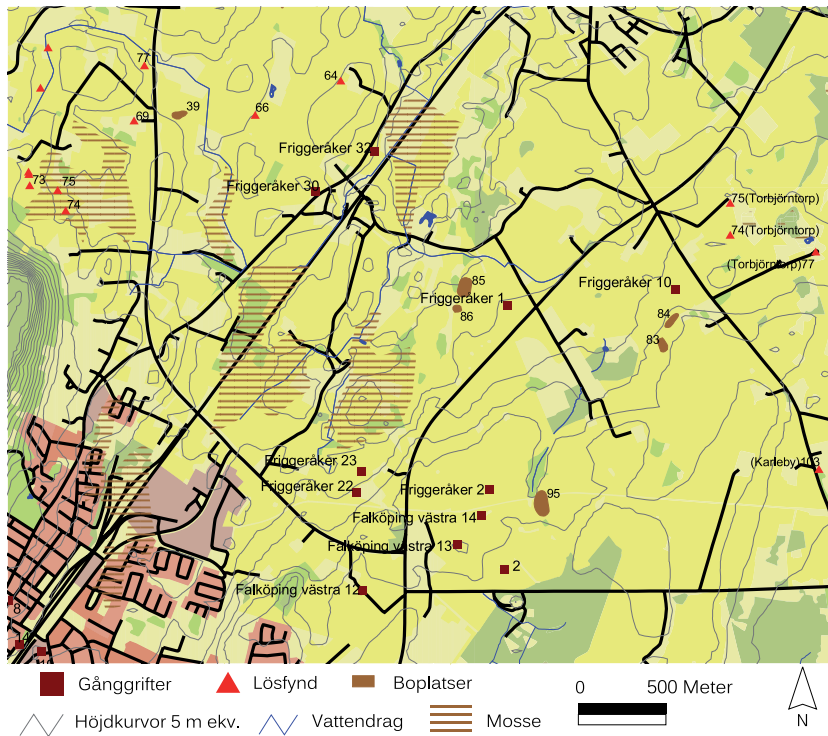 77
64
39
66
69
Friggeråker 32
73
75
Friggeråker 30
74
75(Torbjörntorp)
74(Torbjörntorp)
(Torbjörntorp)77
85
Friggeråker 10
Friggeråker 1
86
84
83
Friggeråker 23
(Karleby)103
Friggeråker 22
Friggeråker 2
95
Falköping västra 14
Falköping västra 13
2
Falköping västra 12
8
14
Gånggrifter
Lösfynd
Boplatser
0 500 Meter
Höjdkurvor 5 m ekv.
Vattendrag
Mosse
N